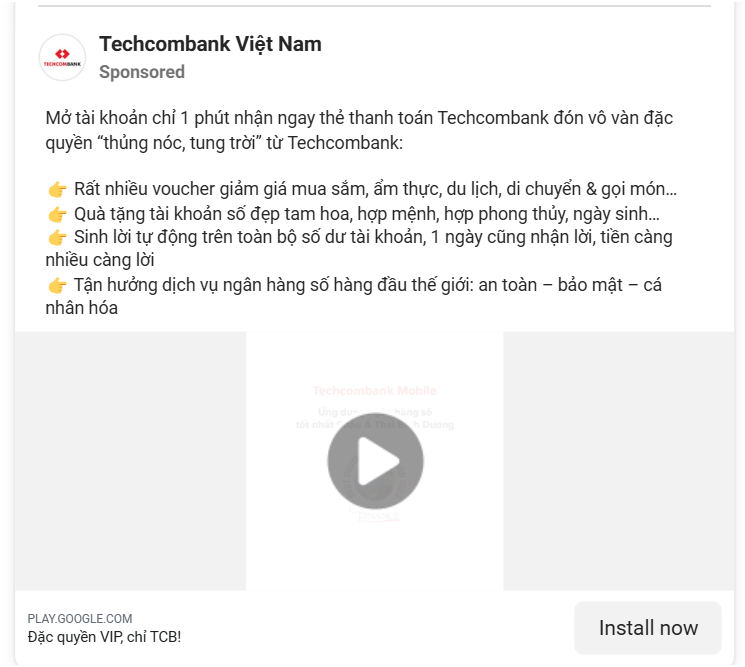 TECHCOMBANK
Techcombank Việt Nam
Sponsored
Mở tài khoản chỉ 1 phút nhận ngay thẻ thanh toán Techcombank đón vô vàn đặc
quyền “thủng nóc, tung trời” từ Techcombank:
👉 Rất nhiều voucher giảm giá mua sắm, ẩm thực, du lịch, di chuyển & gọi món...
👉 Quà tặng tài khoản số đẹp tam hoa, hợp mệnh, hợp phong thủy, ngày sinh...
👉 Sinh lời tự động trên toàn bộ số dư tài khoản, 1 ngày cũng nhận lời, tiền càng
nhiều càng lời
👉 Tận hưởng dịch vụ ngân hàng số hàng đầu thế giới: an toàn – bảo mật – cá
nhân hóa
Techcombank Mobile
Ứng hàng số
tốt nhất Dương
PLAY.GOOGLE.COM
Đặc quyền VIP, chỉ TCB!
Install now